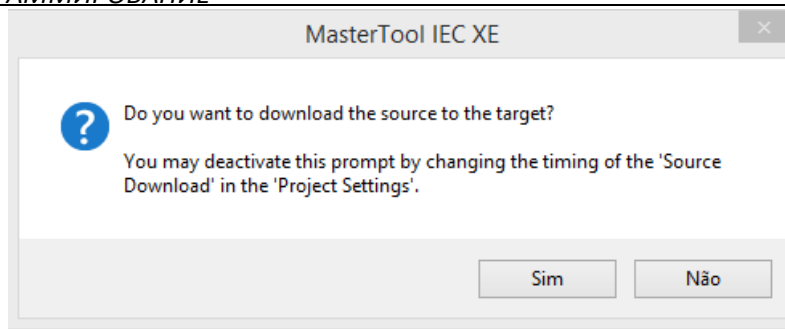 АММИРОВАНИЕ
MasterTool IEC XE
Do you want to download the source to the target?
You may deactivate this prompt by changing the timing of the 'Source
Download' in the 'Project Settings'.
Sim
Não